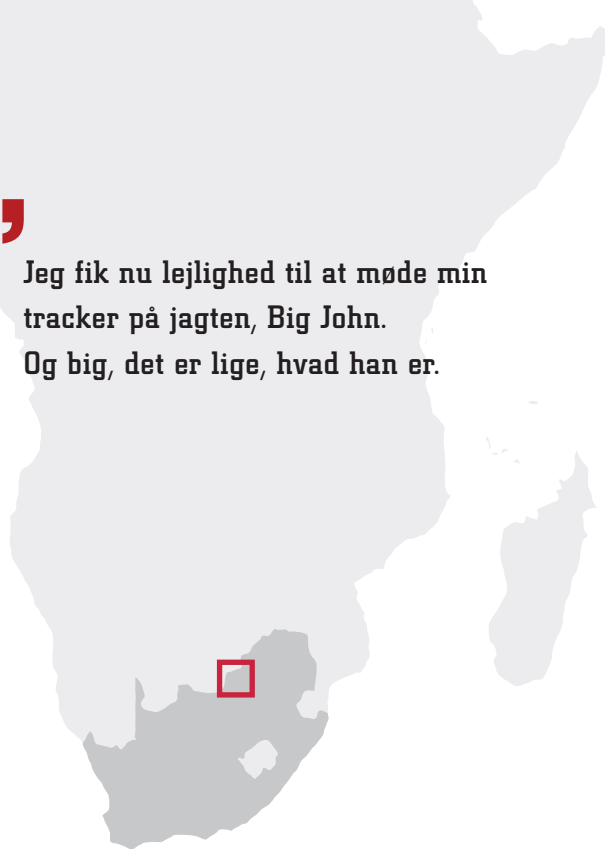 ’
Jeg fik nu lejlighed til at møde min
tracker på jagten, Big John.
Og big, det er lige, hvad han er.